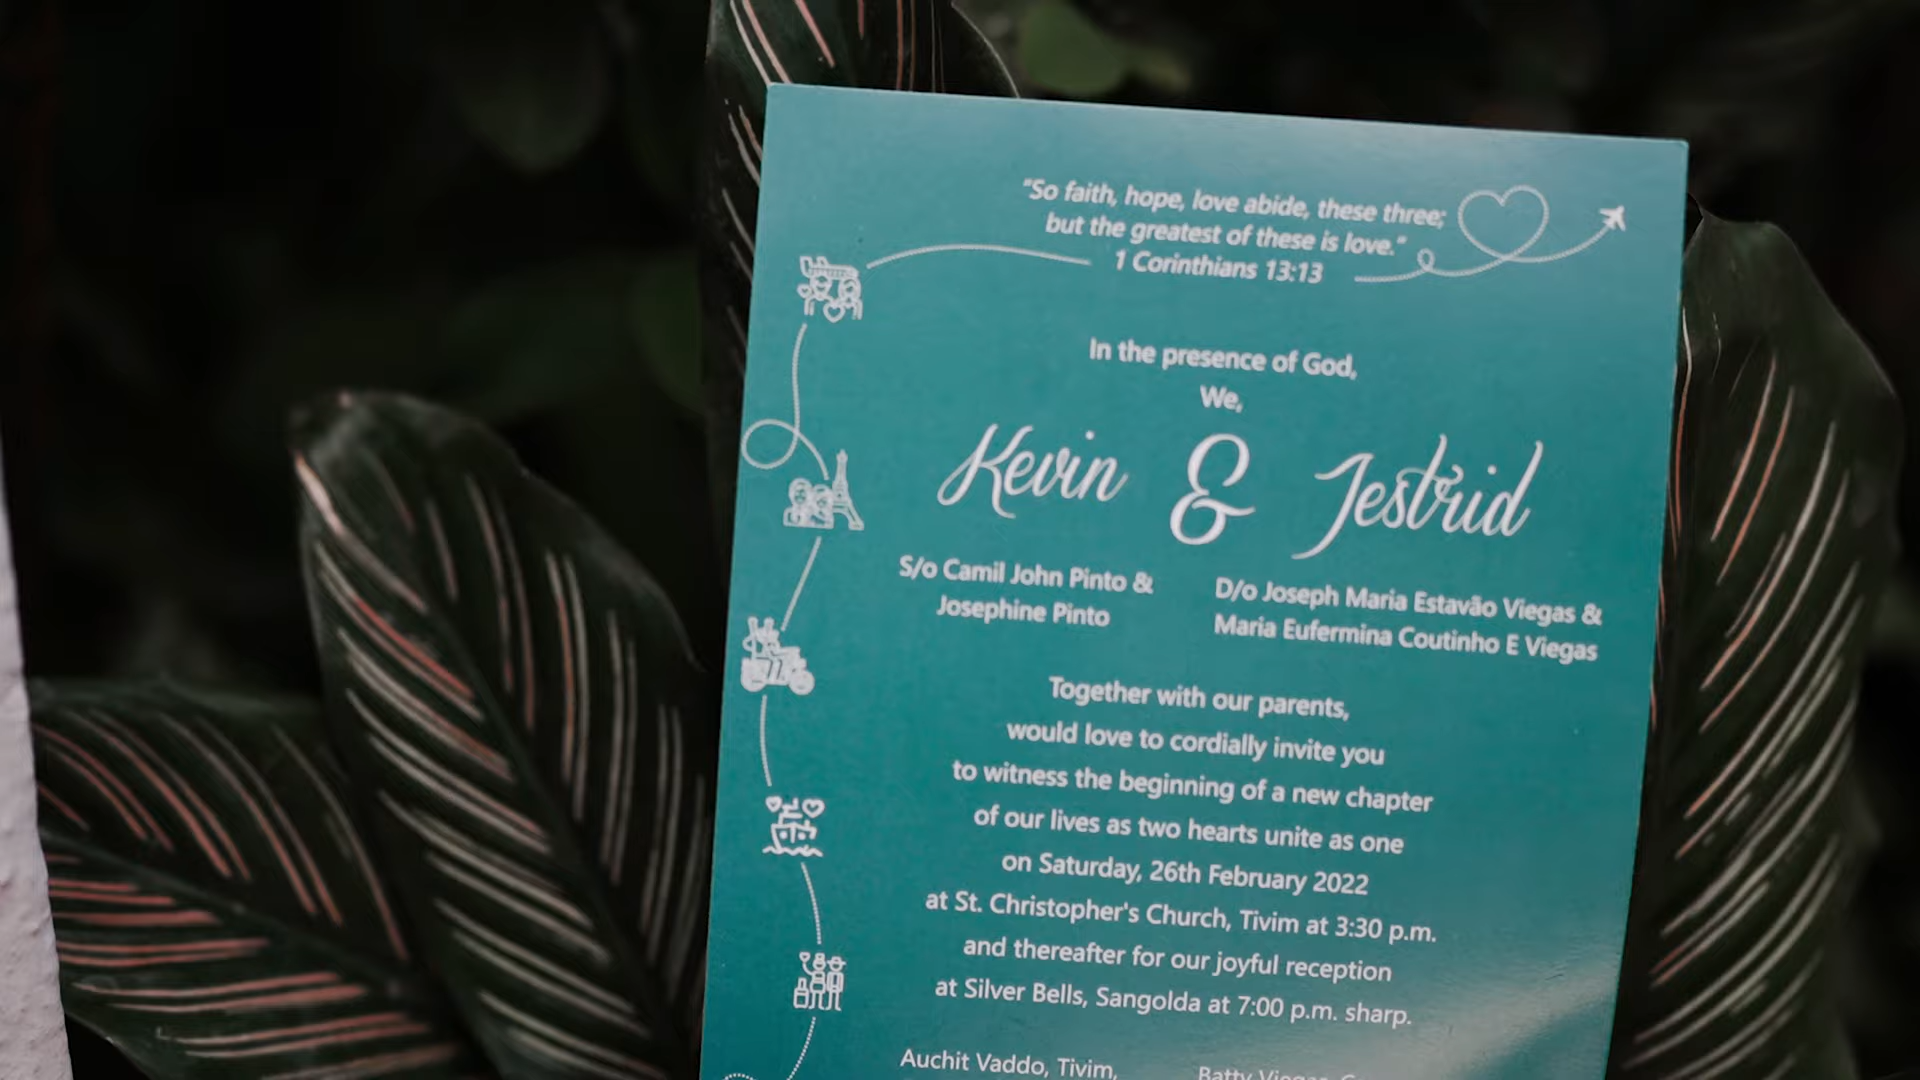 "So faith, hope, love abide, these three;
but the greatest of these is love."
1 Corinthians 13:13
In the presence of God,
We,
Kevin & Jestrid
S/o Camil John Pinto &
Josephine Pinto
D/o Joseph Maria Estavão Viegas &
Maria Eufermina Coutinho E Viegas
Together with our parents,
would love to cordially invite you
to witness the beginning of a new chapter
of our lives as two hearts unite as one
on Saturday, 26th February 2022
at St. Christopher's Church, Tivim at 3:30 p.m.
and thereafter for our joyful reception
at Silver Bells, Sangolda at 7:00 p.m. sharp.
Auchit Vaddo, Tivim,
Batty Viegas